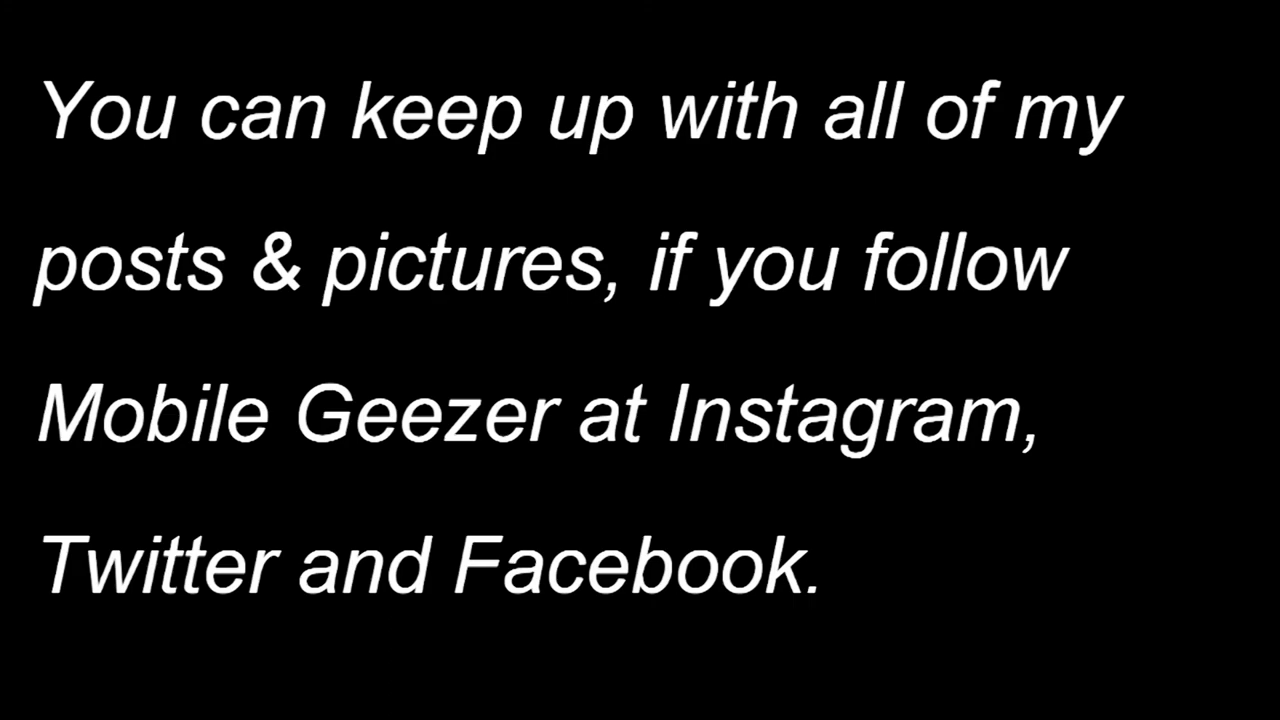 You can keep up with all of my
posts & pictures, if you follow
Mobile Geezer at Instagram,
Twitter and Facebook.